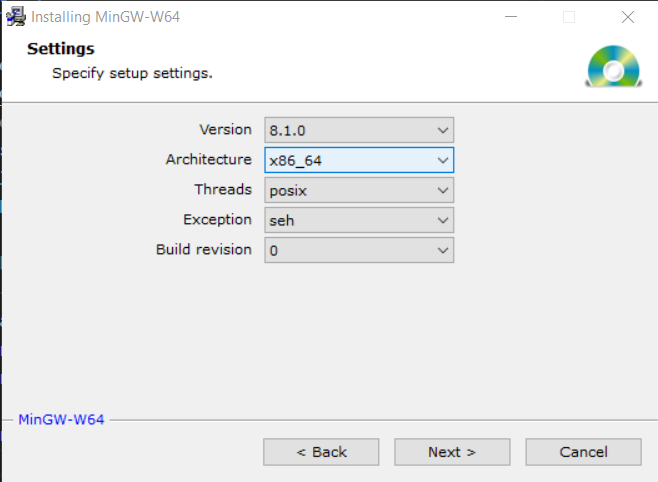 Installing MinGW-W64
Settings
Specify setup settings.
Version 8.1.0
Architecture x86_64
Threads posix
Exception seh
Build revision 0
MinGW-W64
< Back Next > Cancel